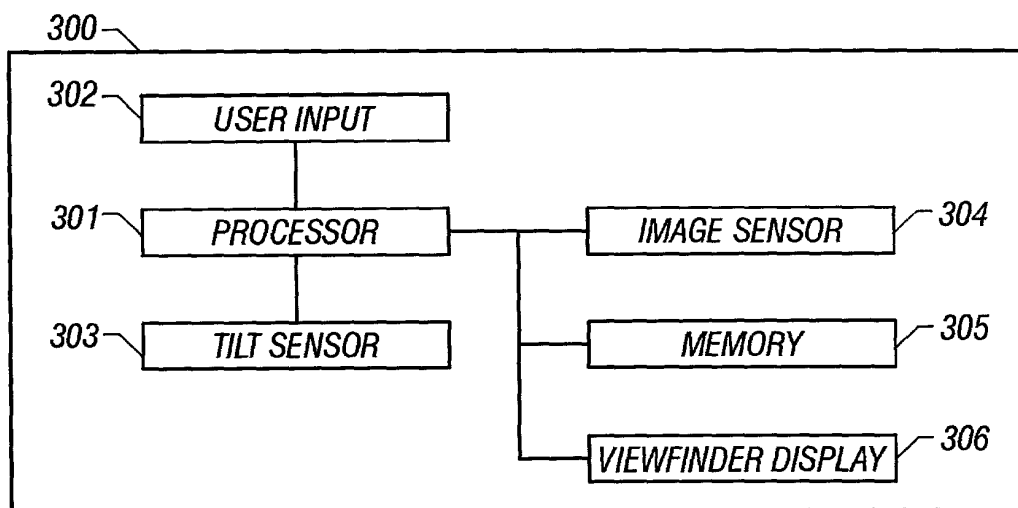 300
302
USER INPUT
301
PROCESSOR
IMAGE SENSOR
304
303
TILT SENSOR
MEMORY
305
VIEWFINDER DISPLAY
306